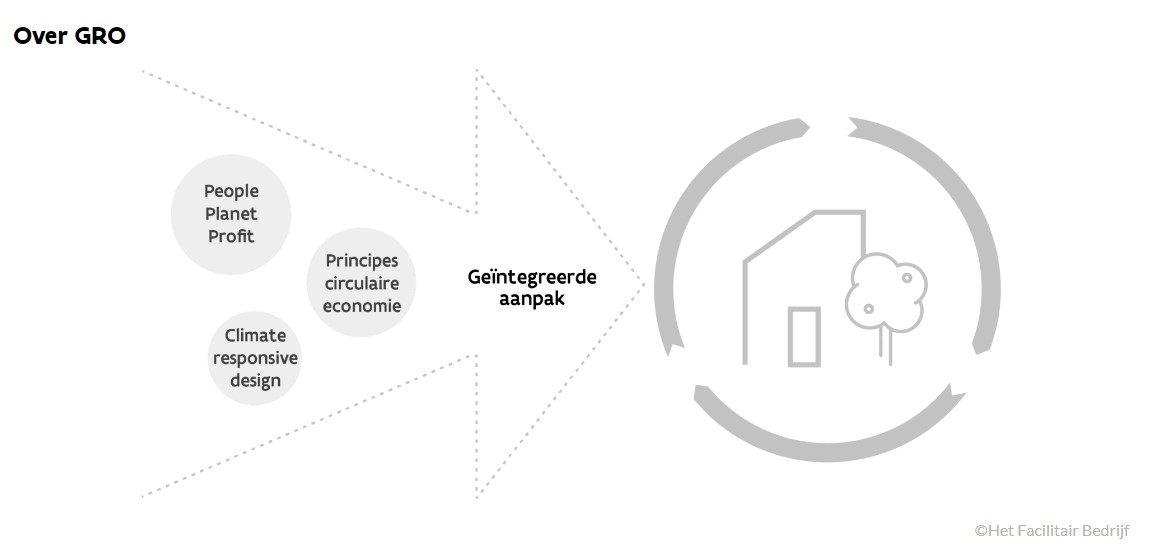 Over GRO
People
Planet
Profit
Principes
circulaire
economie
Climate
responsive
design
Geïntegreerde
aanpak
©Het Facilitair Bedrijf